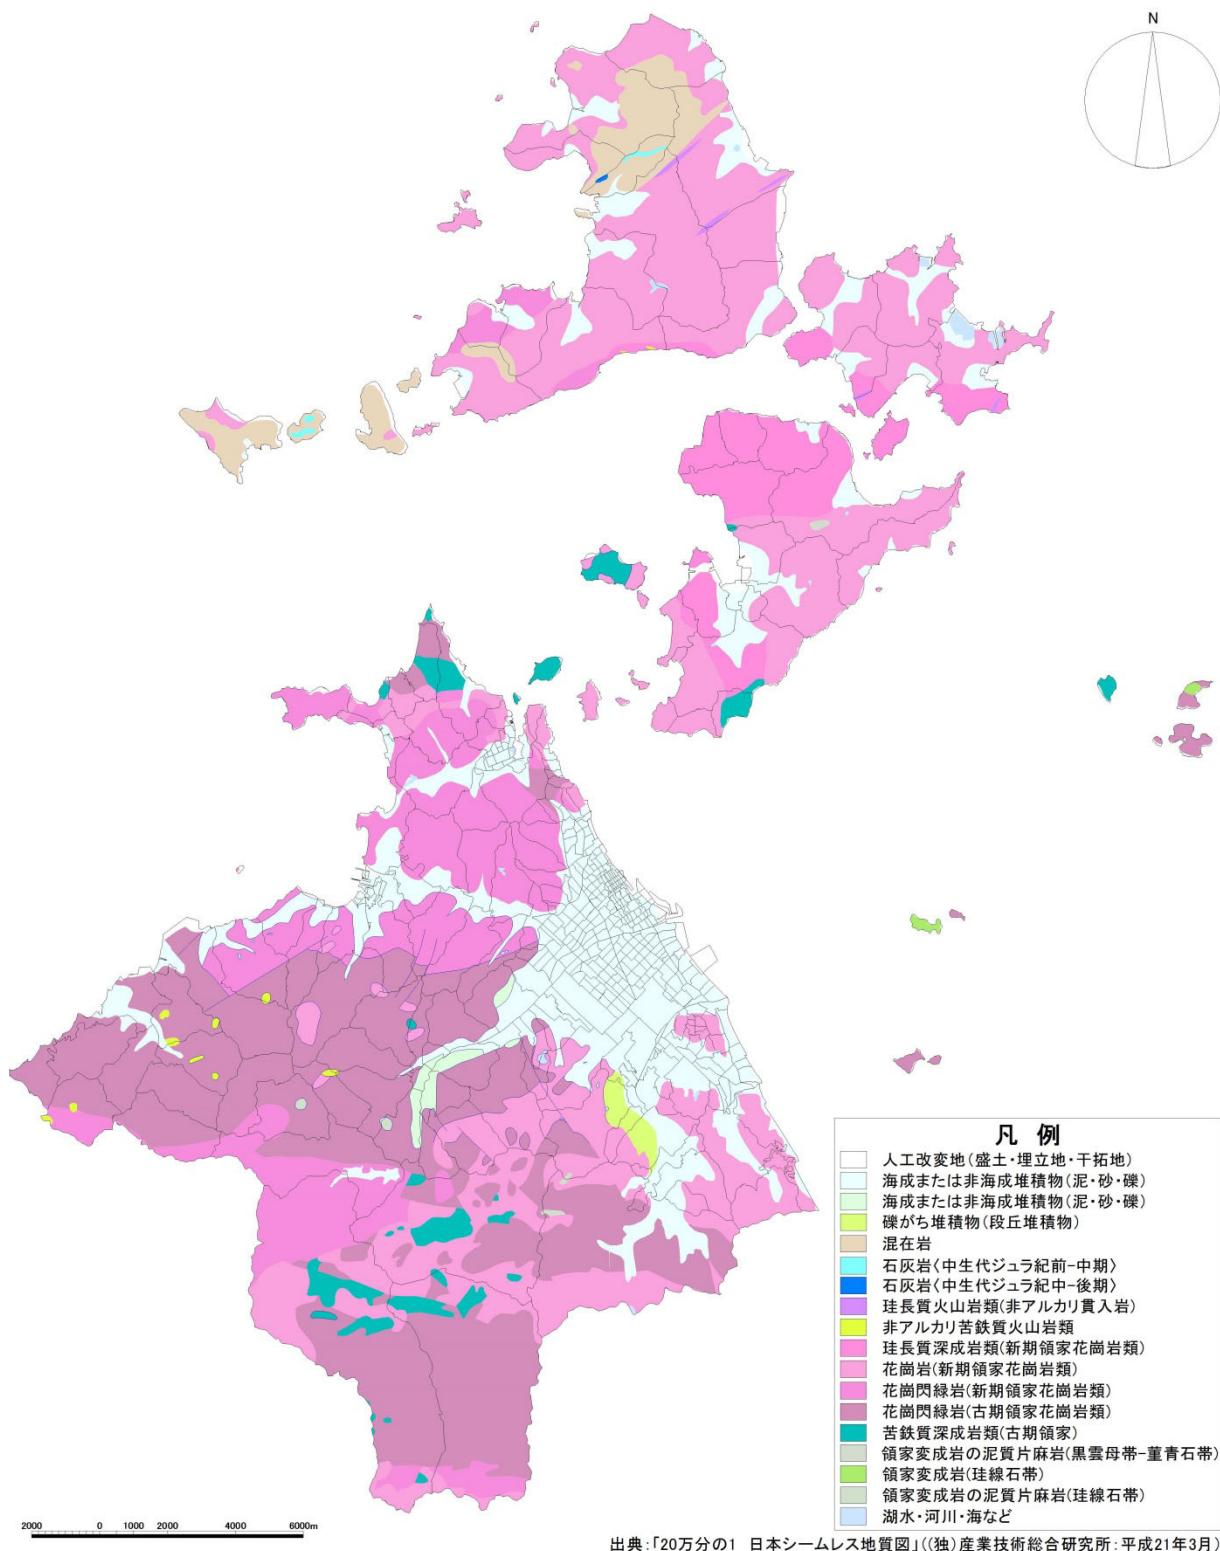 N
凡 例
人工改変地(盛土・埋立地・干拓地)
海成または非海成堆積物(泥・砂・礫)
海成または非海成堆積物(泥・砂・礫)
礫がち堆積物(段丘堆積物)
混在岩
石灰岩〈中生代ジュラ紀前-中期〉
石灰岩〈中生代ジュラ紀中-後期〉
珪長質火山岩類(非アルカリ貫入岩)
非アルカリ苦鉄質火山岩類
珪長質深成岩類(新期領家花崗岩類)
花崗岩(新期領家花崗岩類)
花崗閃緑岩(新期領家花崗岩類)
花崗閃緑岩(古期領家花崗岩類)
苦鉄質深成岩類(古期領家)
領家変成岩の泥質片麻岩(黒雲母帯-菫青石帯)
領家変成岩(珪線石帯)
領家変成岩の泥質片麻岩(珪線石帯)
湖水・河川・海など
2000 0 2000 4000 6000m
出典:「20万分の1 日本シームレス地質図」((独)産業技術総合研究所:平成21年3月)